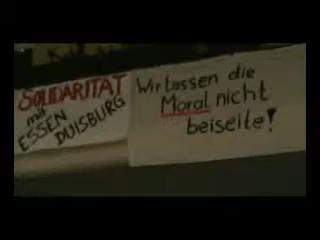 SOLIDARITÄT
mit
ESSEN
DUISBURG
Wir lassen die
Moral nicht
beiseite!